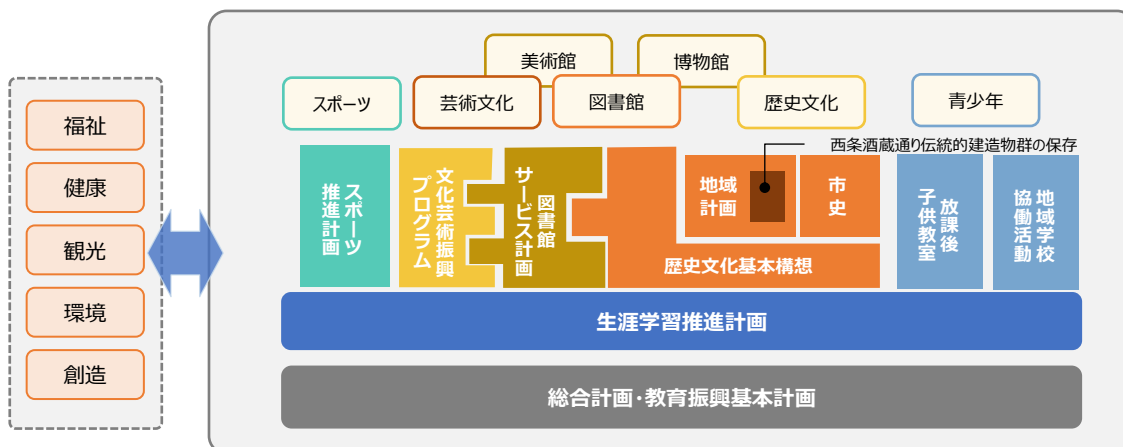 美術館
博物館
スポーツ
芸術文化
図書館
歴史文化
青少年
福祉
健康
観光
環境
創造
西条酒蔵通り伝統的建造物群の保存
スポーツ
推進計画
文化芸術振興
プログラム
図書館
サービス計画
地域
計画
市
史
歴史文化基本構想
放課後
子供教室
地域学校
協働活動
生涯学習推進計画
総合計画・教育振興基本計画